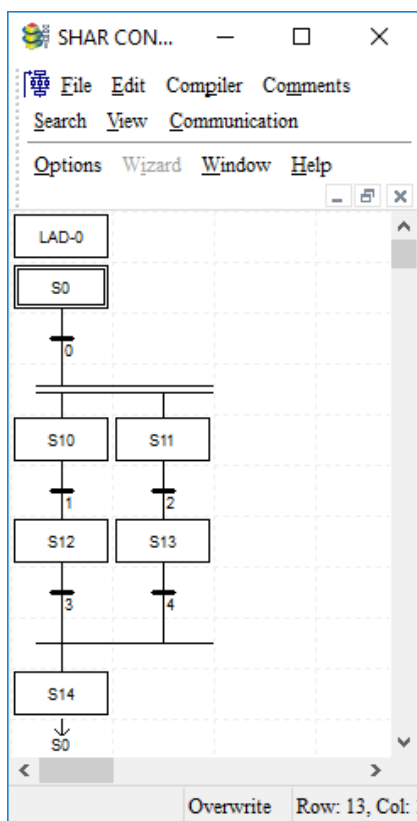 SHAR CON...
File Edit Compiler Comments
Search View Communication
Options Wizard Window Help
LAD-0
S0
0
S10 S11
1 2
S12 S13
3 4
S14
S0
Overwrite Row: 13, Col: